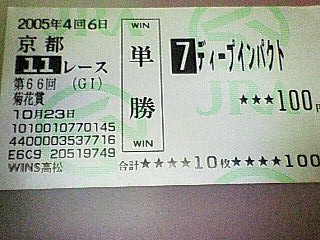 2005年4回6日
京都
11レース
第66回 (GI)
菊花賞
10月23日
1010010770145
4400003537716
E6C9 20519749
WINS高松
WIN
単勝
WIN
7 ディープインパクト
★★★100円
合計★★★★10枚★★★★100
JRA